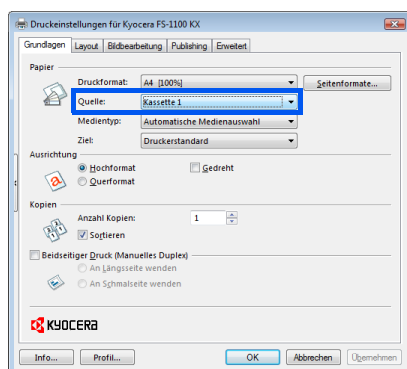 Druckeinstellungen für Kyocera FS-1100 KX
Grundlagen Layout Bildbearbeitung Publishing Erweitert
Papier
Druckformat: A4 [100%] Seitenformate...
Quelle: Kassette 1
Medientyp: Automatische Medienauswahl
Ziel: Druckerstandard
Ausrichtung
Hochformat Gedreht
Querformat
Kopien
Anzahl Kopien: 1
Sortieren
Beidseitiger Druck (Manuelles Duplex)
An Längsseite wenden
An Schmalseite wenden
KYOCERA
Info... Profil... OK Abbrechen Übernehmen